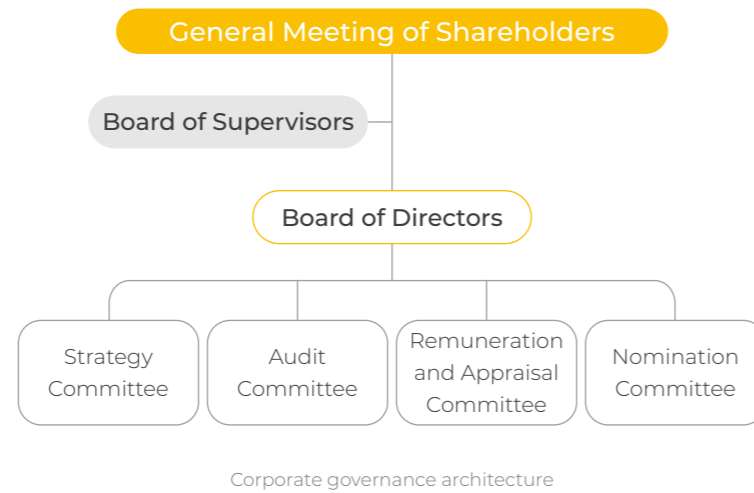 General Meeting of Shareholders
Board of Supervisors
Board of Directors
Strategy
Committee
Audit
Committee
Remuneration
and Appraisal
Committee
Nomination
Committee
Corporate governance architecture